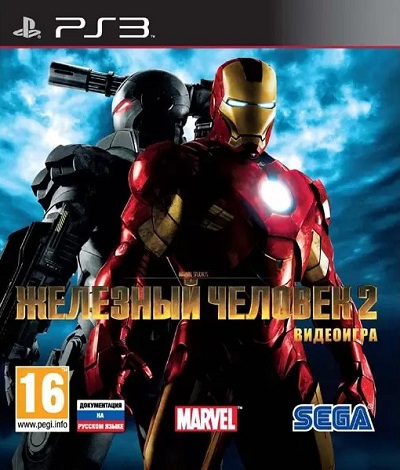 PS3
MARVEL STUDIOS
ЖЕЛЕЗНЫЙ ЧЕЛОВЕК 2
ВИДЕОИГРА
16
www.pegi.info
ДОКУМЕНТАЦИЯ
НА
РУССКОМ ЯЗЫКЕ
MARVEL
SEGA